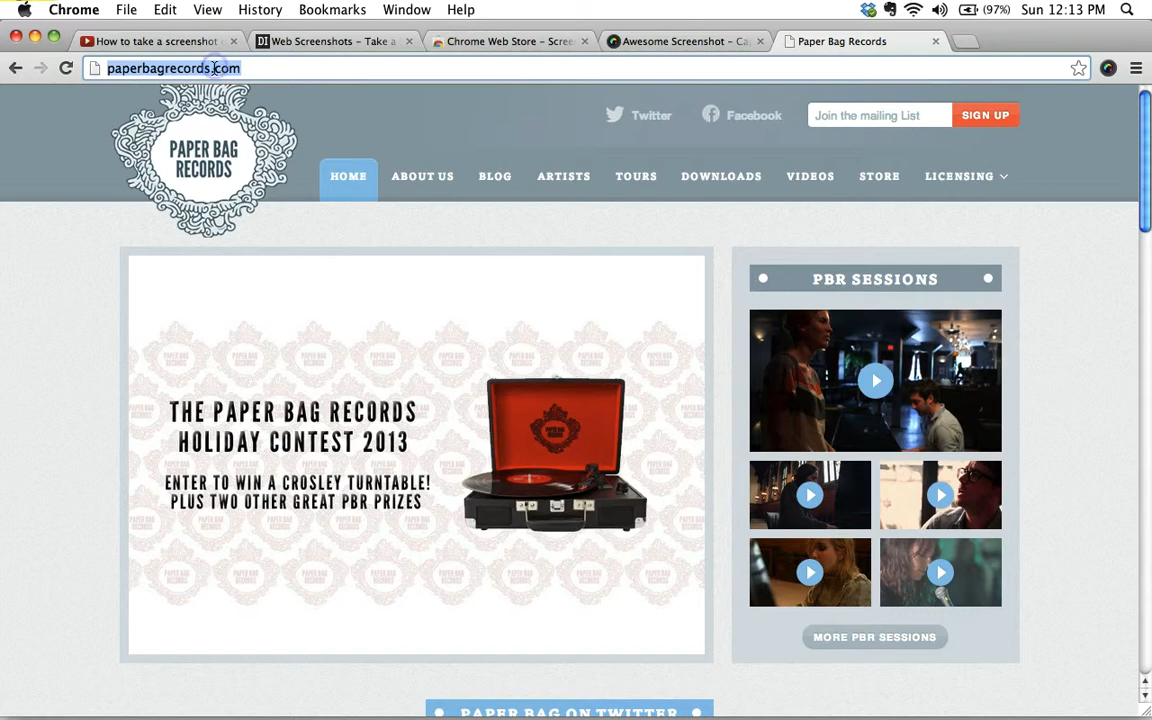 Chrome File Edit View History Bookmarks Window Help (97%) Sun 12:13 PM
How to take a screenshot Web Screenshots – Take a Chrome Web Store – Scree Awesome Screenshot – Ca Paper Bag Records
paperbagrecords.com
Twitter Facebook Join the mailing List SIGN UP
PAPER BAG
RECORDS
HOME ABOUT US BLOG ARTISTS TOURS DOWNLOADS VIDEOS STORE LICENSING
PBR SESSIONS
THE PAPER BAG RECORDS
HOLIDAY CONTEST 2013
ENTER TO WIN A CROSLEY TURNTABLE!
PLUS TWO OTHER GREAT PBR PRIZES
MORE PBR SESSIONS
PAPER BAG ON TWITTER